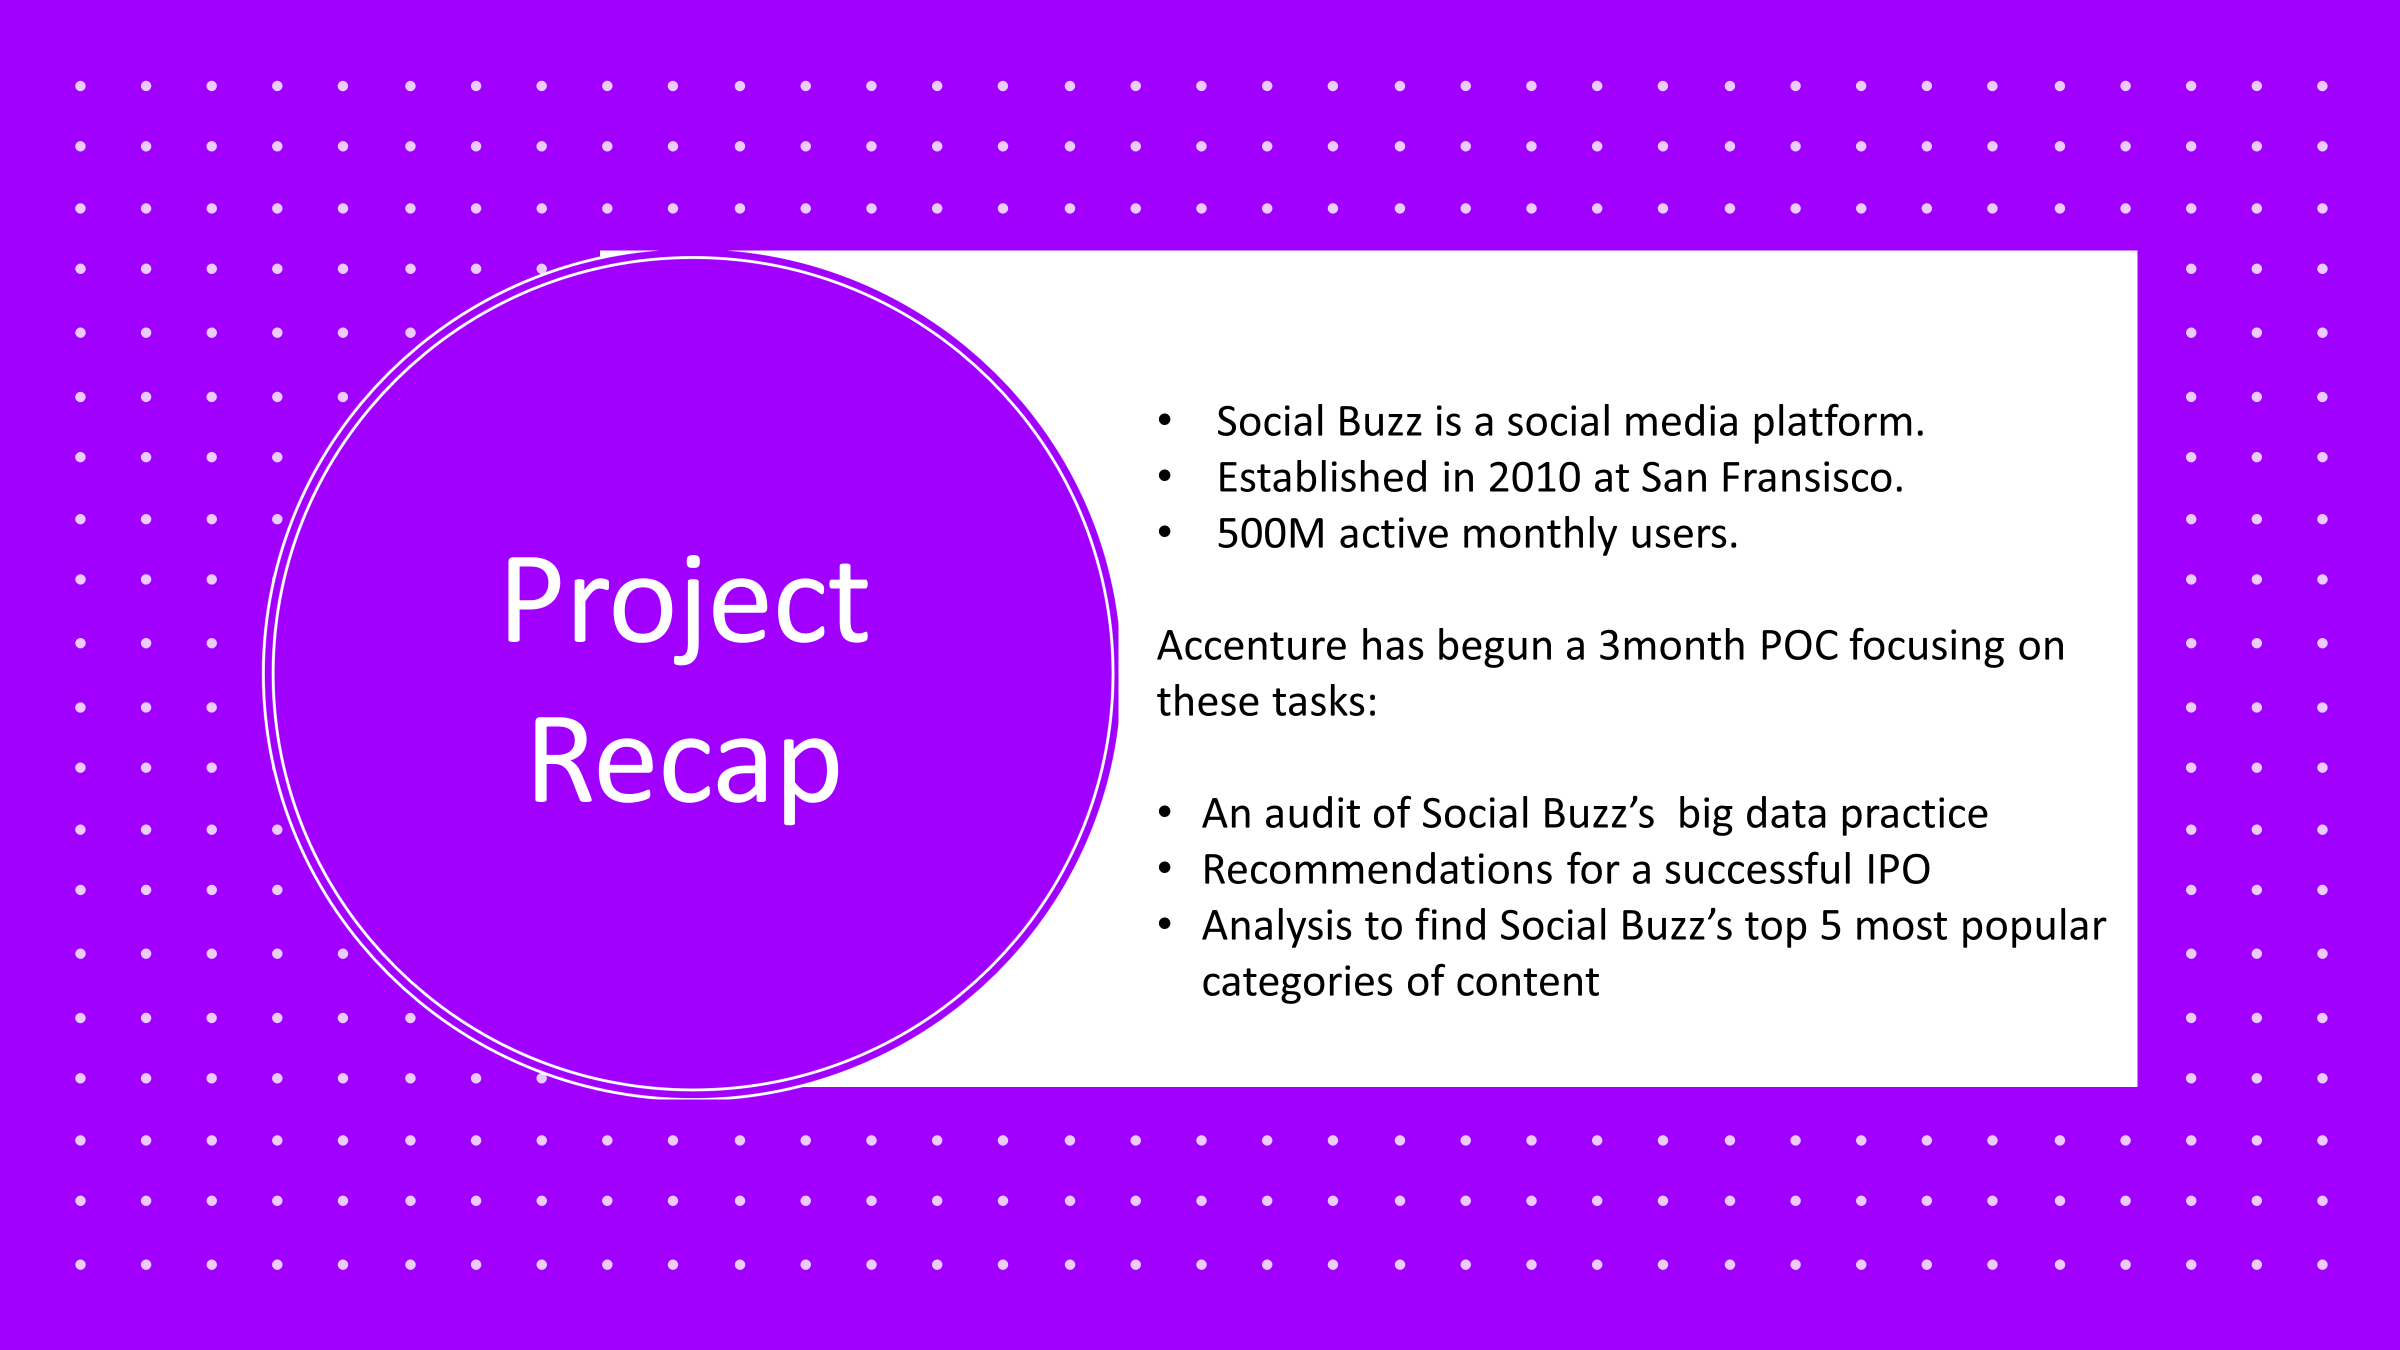 Project
Recap
• Social Buzz is a social media platform.
• Established in 2010 at San Fransisco.
• 500M active monthly users.
Accenture has begun a 3month POC focusing on
these tasks:
• An audit of Social Buzz’s  big data practice
• Recommendations for a successful IPO
• Analysis to find Social Buzz’s top 5 most popular
categories of content